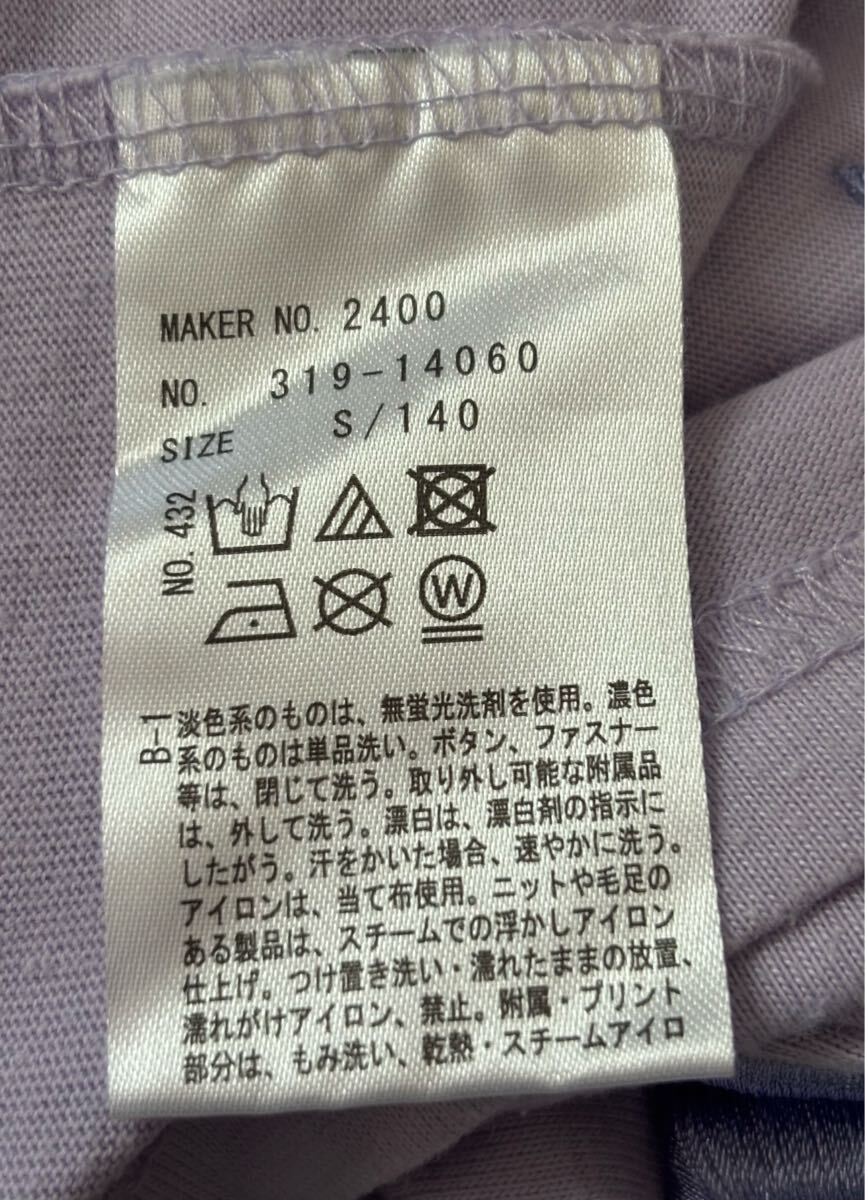 MAKER NO. 2400
NO. 319-14060
SIZE S/140
NO. 432
W
B-1
淡色系のものは、無蛍光洗剤を使用。濃色
系のものは単品洗い。ボタン、ファスナー
等は、閉じて洗う。取り外し可能な附属品
は、外して洗う。漂白は、漂白剤の指示に
したがう。汗をかいた場合、速やかに洗う。
アイロンは、当て布使用。ニットや毛足の
ある製品は、スチームでの浮かしアイロン
仕上げ。つけ置き洗い・濡れたままの放置、
濡れがけアイロン、禁止。附属・プリント
部分は、もみ洗い、乾熱・スチームアイロ